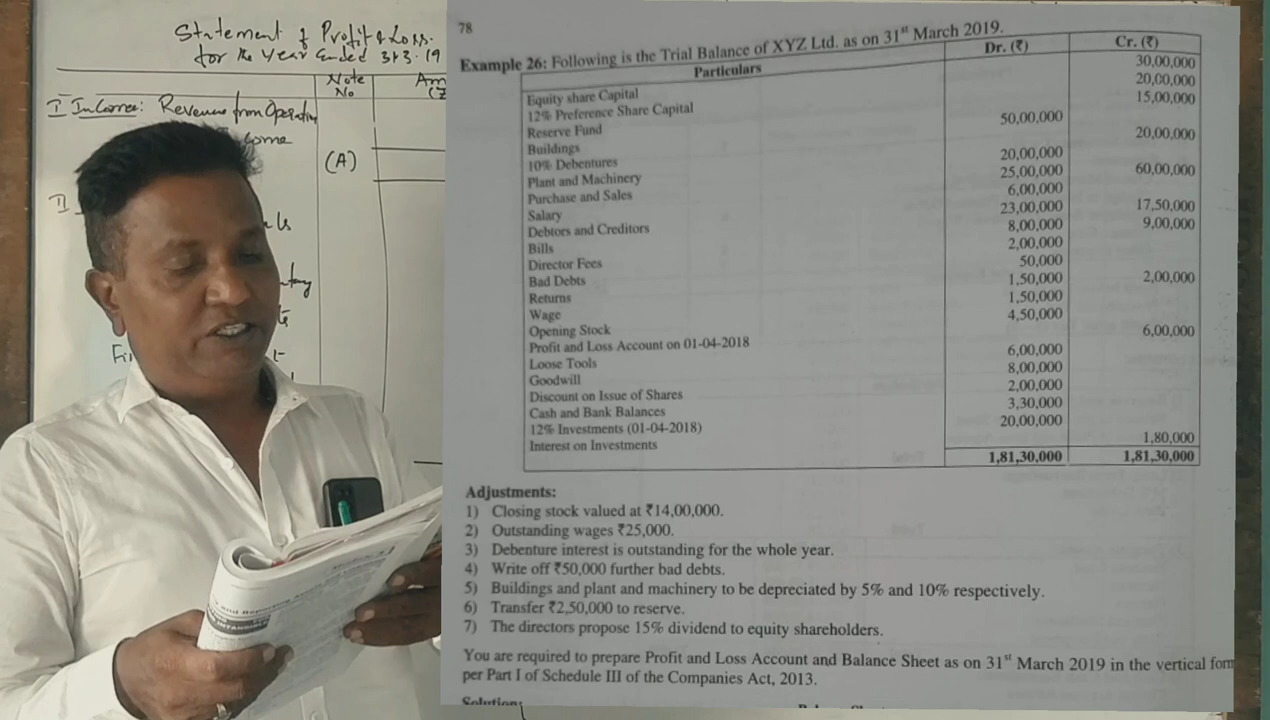 Statement of Profit & Loss.
for the Year Ended 31.3.19
Note No
I Income: Revenue from Operation
(A)
II
78
Example 26: Following is the Trial Balance of XYZ Ltd. as on 31st March 2019.
Particulars Dr. (₹) Cr. (₹)
Equity share Capital 30,00,000
12% Preference Share Capital 20,00,000
Reserve Fund 15,00,000
Buildings 50,00,000
10% Debentures 20,00,000
Plant and Machinery 20,00,000
Purchase and Sales 25,00,000 60,00,000
Salary 6,00,000
Debtors and Creditors 23,00,000 17,50,000
Bills 8,00,000 9,00,000
Director Fees 2,00,000
Bad Debts 50,000
Returns 1,50,000 2,00,000
Wage 1,50,000
Opening Stock 4,50,000
Profit and Loss Account on 01-04-2018 6,00,000
Loose Tools 6,00,000
Goodwill 8,00,000
Discount on Issue of Shares 2,00,000
Cash and Bank Balances 3,30,000
12% Investments (01-04-2018) 20,00,000
Interest on Investments 1,80,000
1,81,30,000 1,81,30,000
Adjustments:
1) Closing stock valued at ₹14,00,000.
2) Outstanding wages ₹25,000.
3) Debenture interest is outstanding for the whole year.
4) Write off ₹50,000 further bad debts.
5) Buildings and plant and machinery to be depreciated by 5% and 10% respectively.
6) Transfer ₹2,50,000 to reserve.
7) The directors propose 15% dividend to equity shareholders.
You are required to prepare Profit and Loss Account and Balance Sheet as on 31st March 2019 in the vertical form
per Part I of Schedule III of the Companies Act, 2013.
Solution: